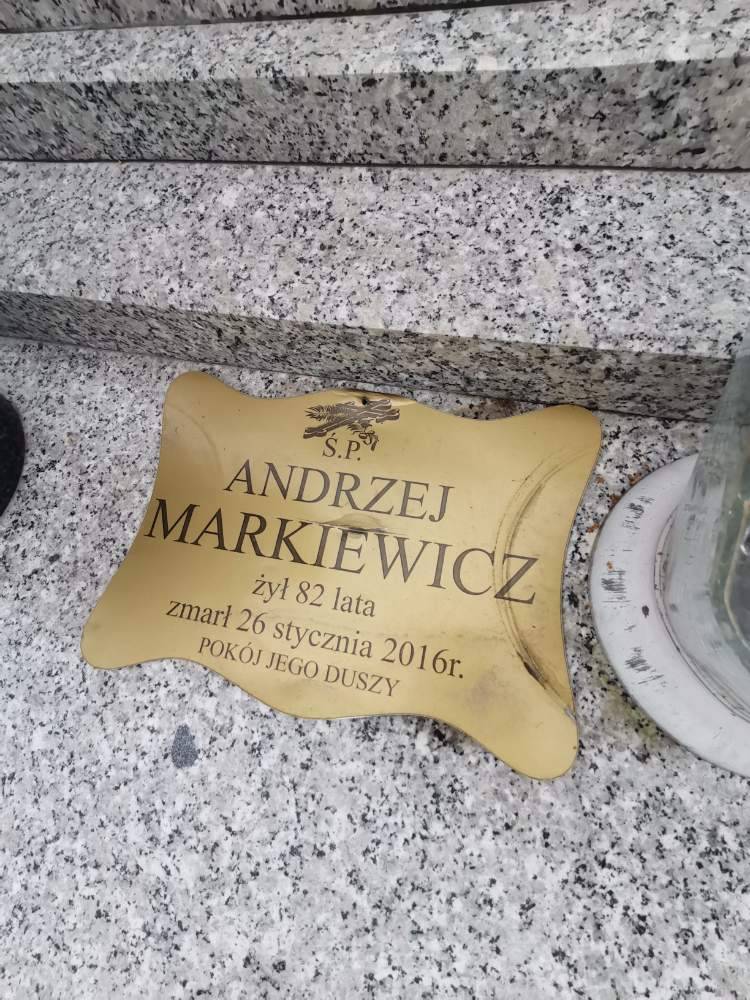 Ś.P.
ANDRZEJ
MARKIEWICZ
żył 82 lata
zmarł 26 stycznia 2016r.
POKÓJ JEGO DUSZY